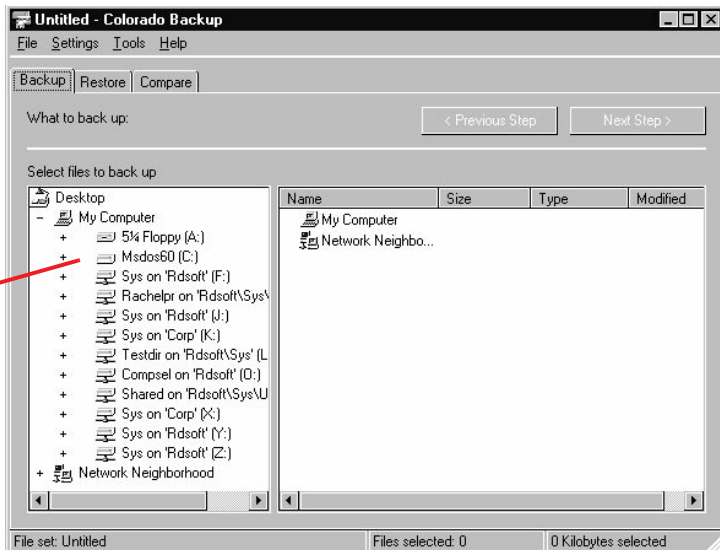 Untitled - Colorado Backup
File Settings Tools Help
Backup Restore Compare
What to back up:
< Previous Step
Next Step >
Select files to back up
Desktop
- My Computer
+ 5¼ Floppy (A:)
+ Msdos60 (C:)
+ Sys on 'Rdsoft' (F:)
+ Rachelpr on 'Rdsoft\Sys\
+ Sys on 'Rdsoft' (J:)
+ Sys on 'Corp' (K:)
+ Testdir on 'Rdsoft\Sys' (L
+ Compsel on 'Rdsoft' (O:)
+ Shared on 'Rdsoft\Sys\U
+ Sys on 'Corp' (X:)
+ Sys on 'Rdsoft' (Y:)
+ Sys on 'Rdsoft' (Z:)
+ Network Neighborhood
Name Size Type Modified
My Computer
Network Neighbo...
File set: Untitled Files selected: 0 0 Kilobytes selected